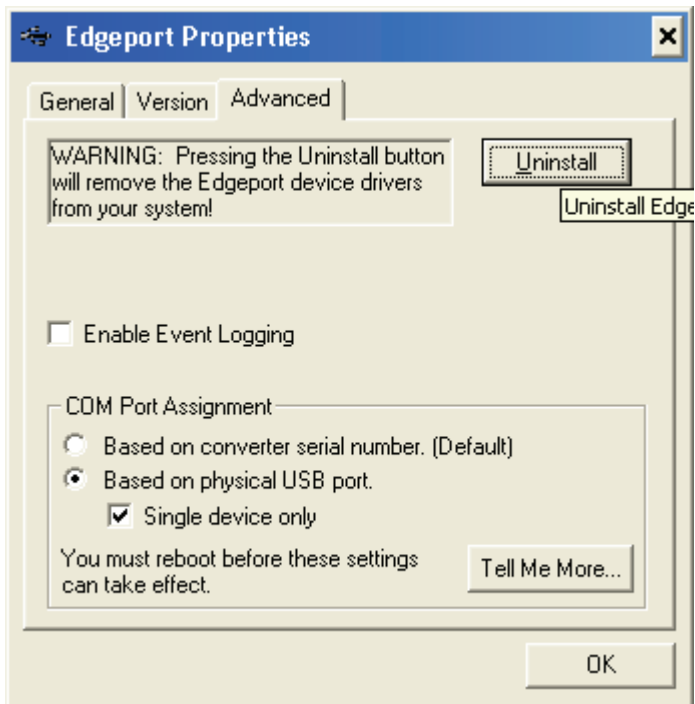 Edgeport Properties
General Version Advanced
WARNING: Pressing the Uninstall button
will remove the Edgeport device drivers
from your system!
Uninstall
Uninstall Edge
Enable Event Logging
COM Port Assignment
Based on converter serial number. (Default)
Based on physical USB port.
Single device only
You must reboot before these settings
can take effect.
Tell Me More...
OK